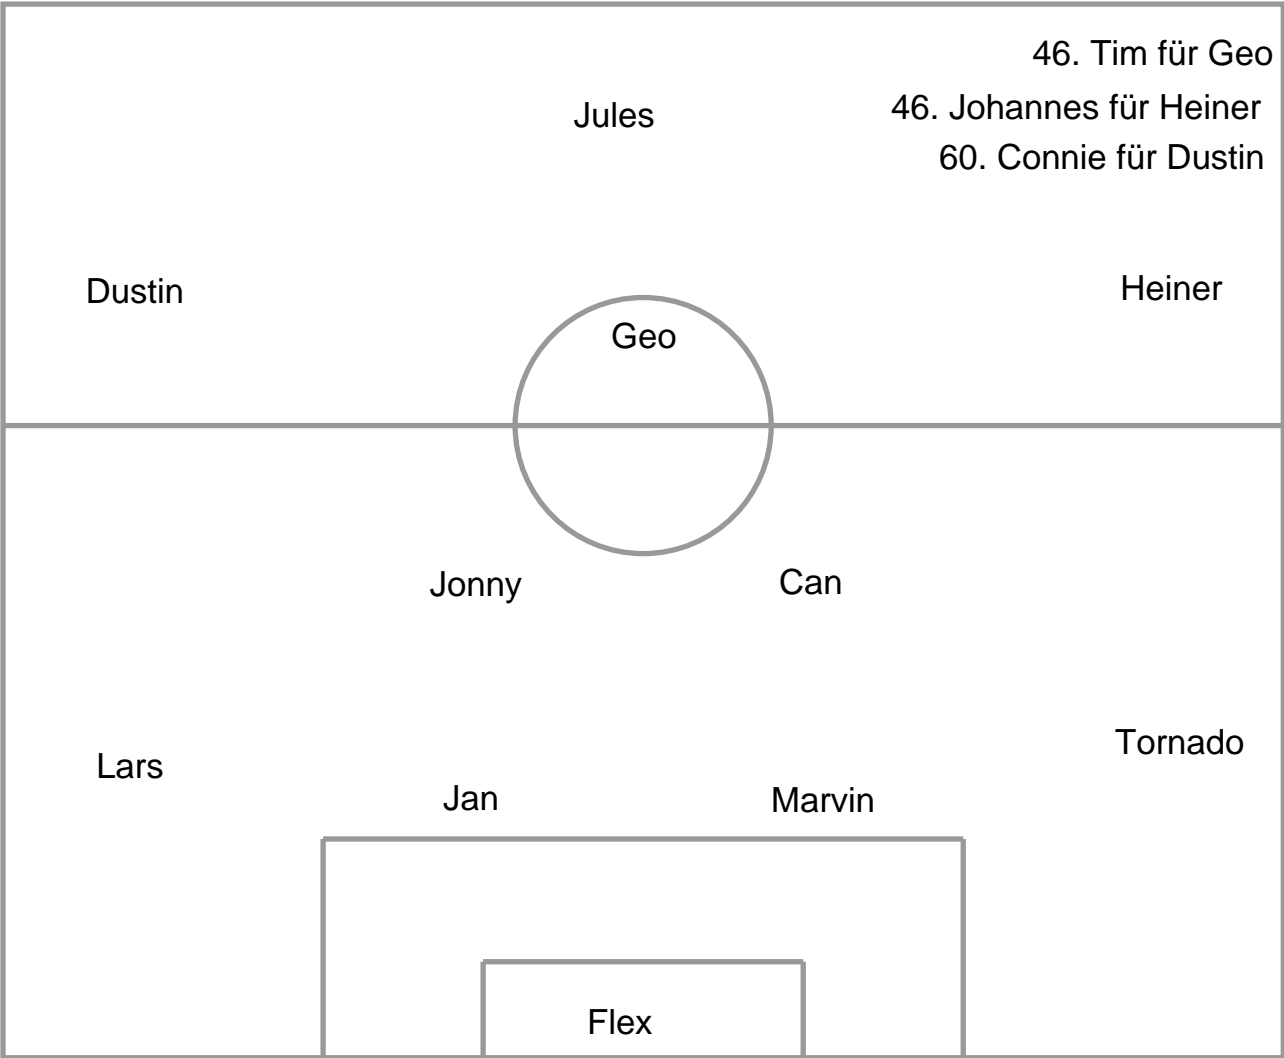 46. Tim für Geo
Jules
46. Johannes für Heiner
60. Connie für Dustin
Dustin
Heiner
Geo
Jonny
Can
Lars
Tornado
Jan
Marvin
Flex